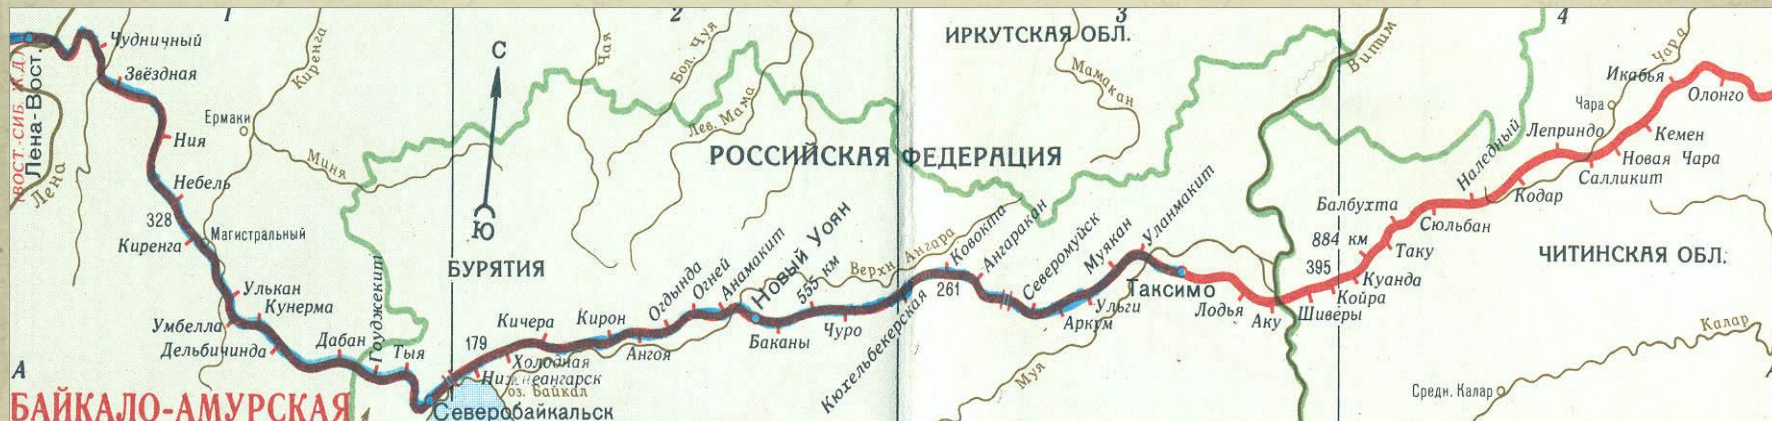 1
2
3
4
Чудничный
Звёздная
(ВОСТ.-СИБ. Ж.Д.)
Лена-Вост.
Лена
Ния
Небель
328
Киренга
Магистральный
Ермаки
Киренга
Миня
Улькан
Кунерма
Умбелла
Дельбичинда
Дабан
Гоуджекит
Тыя
А
БАЙКАЛО-АМУРСКАЯ
С
Ю
Чая
Бол. Чуя
Лев. Мама
БУРЯТИЯ
РОССИЙСКАЯ ФЕДЕРАЦИЯ
179
Кичера
Холодная
Нижнеангарск
оз. Байкал
Северобайкальск
Кирон
Ангоя
Огдында
Огней
Анамакит
Новый Уоян
555 км
Баканы
Чуро
Верхн. Ангара
Кюхельбекерская
ИРКУТСКАЯ ОБЛ.
Мамакан
Витим
Ковокта
261
Ангаракан
Северомуйск
Муякан
Уланмакит
Аркум
Ульги
Таксимо
Муя
Лодья
Аку
Шиверы
Койра
Куанда
395
884 км
Таку
Балбухта
Сюльбан
Наледный
Кодар
Леприндо
Салликит
Новая Чара
Кемен
Чара
Чара
Икабья
Олонго
ЧИТИНСКАЯ ОБЛ.
Калар
Средн. Калар